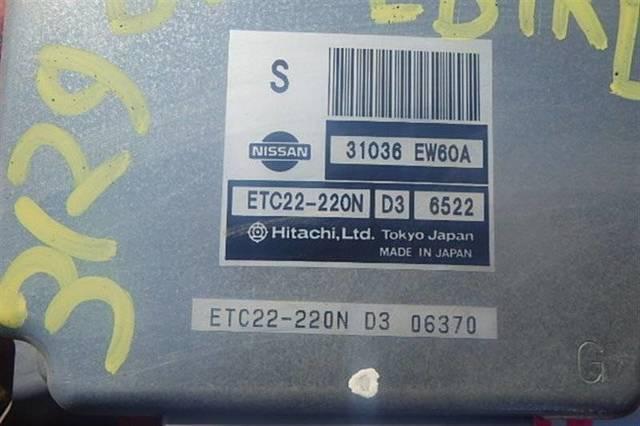 S
NISSAN
31036 EW60A
ETC22-220N D3 6522
Hitachi, Ltd. Tokyo Japan
MADE IN JAPAN
ETC22-220N D3 06370
G